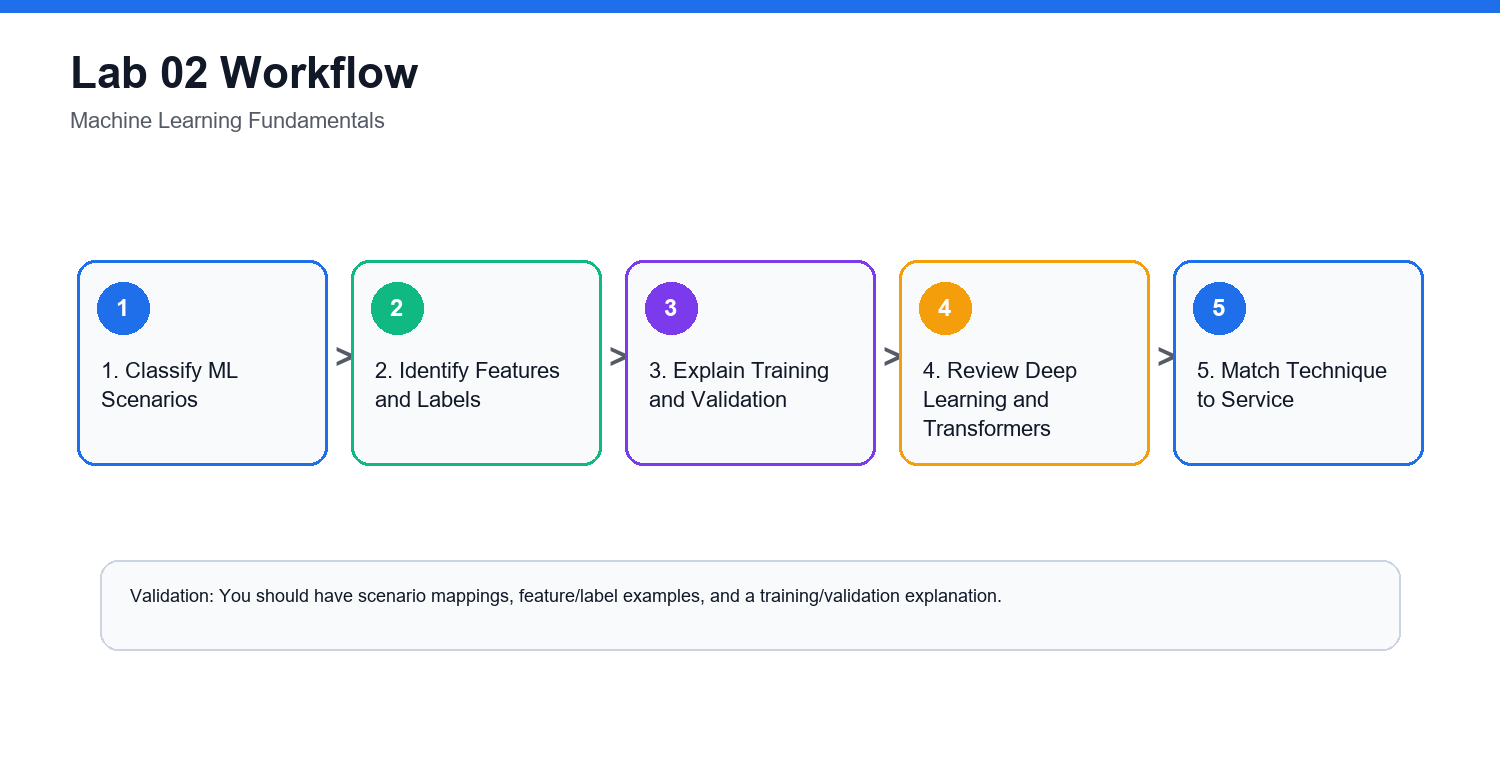 Lab 02 Workflow
Machine Learning Fundamentals
1
1. Classify ML
Scenarios
>
2
2. Identify Features
and Labels
>
3
3. Explain Training
and Validation
>
4
4. Review Deep
Learning and
Transformers
>
5
5. Match Technique
to Service
Validation: You should have scenario mappings, feature/label examples, and a training/validation explanation.